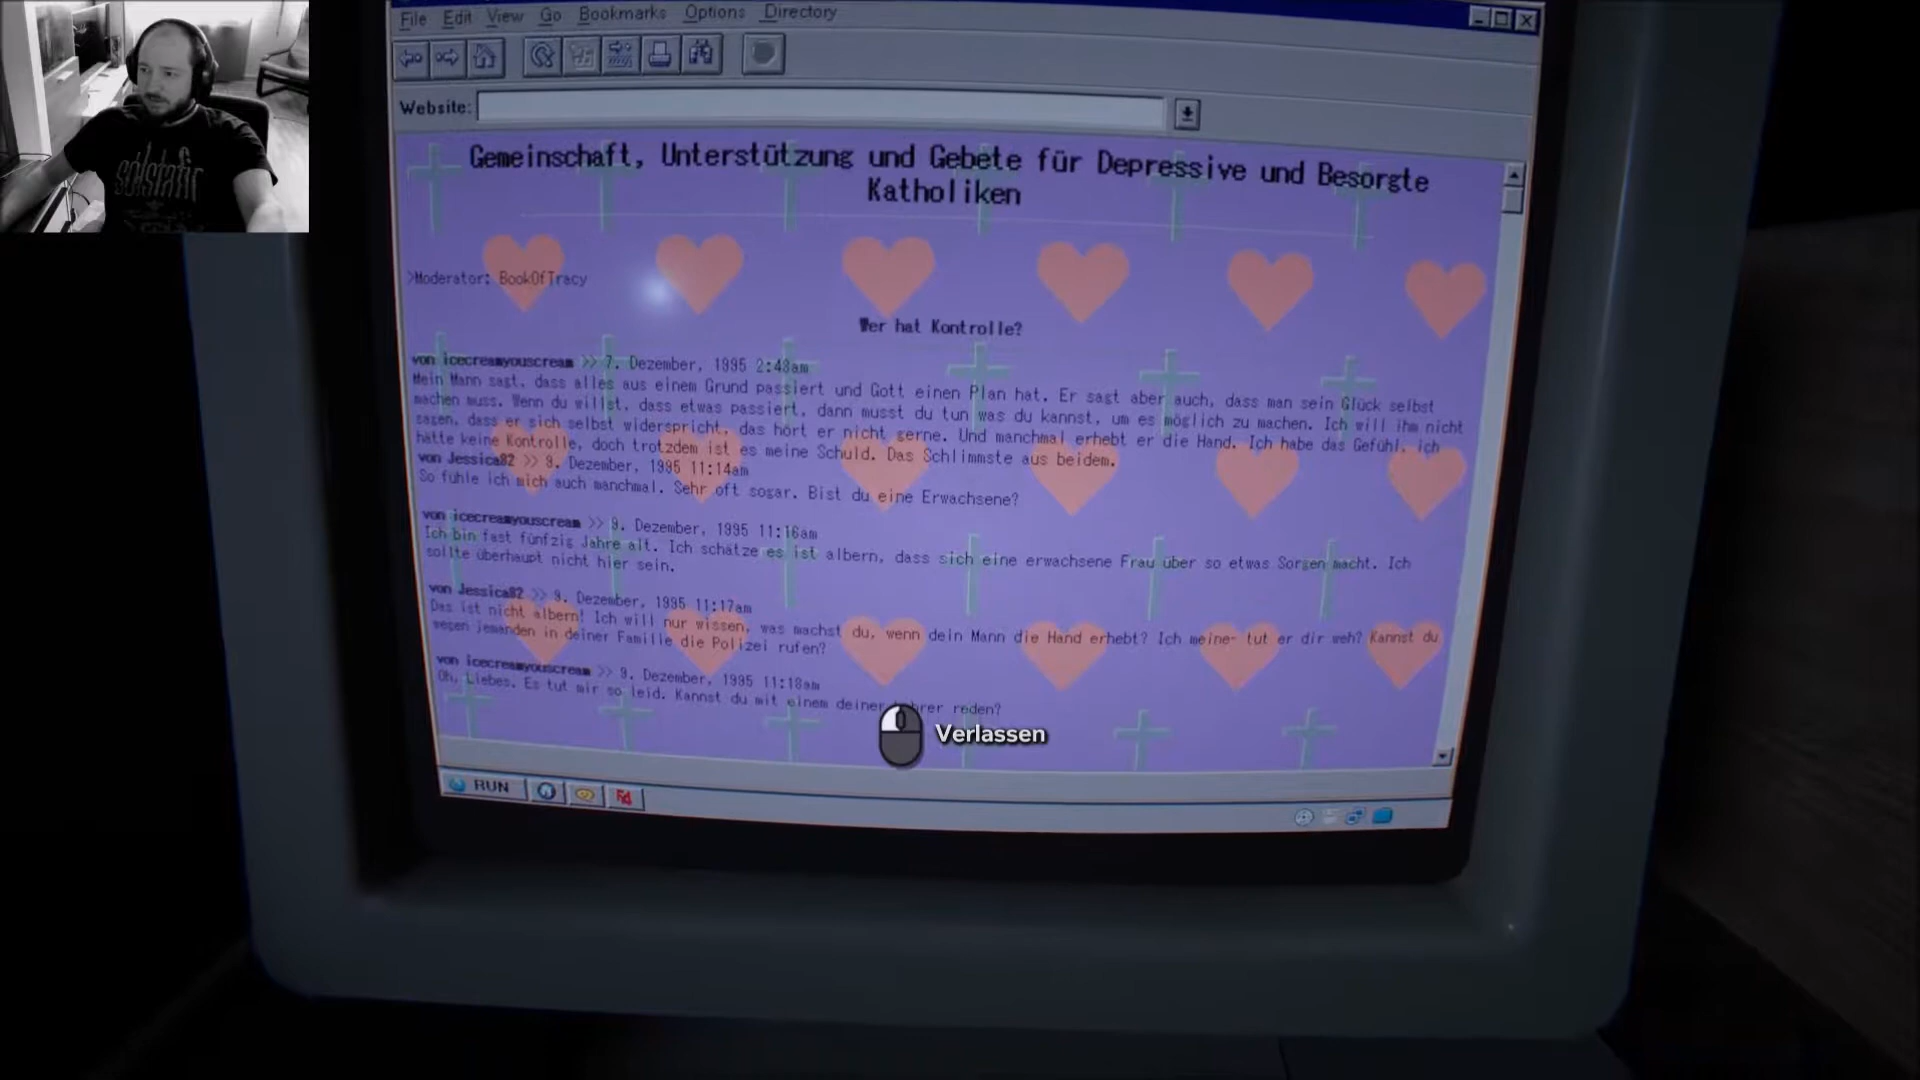 File Edit View Go Bookmarks Options Directory
sólstafir
Website:
Gemeinschaft, Unterstützung und Gebete für Depressive und Besorgte
Katholiken
>Moderator: BookOfTracy
Wer hat Kontrolle?
von icecreamyouscream >> 7. Dezember, 1995 2:43am
Mein Mann sagt, dass alles aus einem Grund passiert und Gott einen Plan hat. Er sagt aber auch, dass man sein Glück selbst
machen muss. Wenn du willst, dass etwas passiert, dann musst du tun was du kannst, um es möglich zu machen. Ich will ihm nicht
sagen, dass er sich selbst widerspricht, das hört er nicht gerne. Und manchmal erhebt er die Hand. Ich habe das Gefühl, ich
hätte keine Kontrolle, doch trotzdem ist es meine Schuld. Das Schlimmste aus beidem.
von Jessica82 >> 9. Dezember, 1995 11:14am
So fühle ich mich auch manchmal. Sehr oft sogar. Bist du eine Erwachsene?
von icecreamyouscream >> 9. Dezember, 1995 11:16am
Ich bin fast fünfzig Jahre alt. Ich schätze es ist albern, dass sich eine erwachsene Frau über so etwas Sorgen macht. Ich
sollte überhaupt nicht hier sein.
von Jessica82 >> 9. Dezember, 1995 11:17am
Das ist nicht albern! Ich will nur wissen, was machst du, wenn dein Mann die Hand erhebt? Ich meine- tut er dir weh? Kannst du
wegen jemanden in deiner Familie die Polizei rufen?
von icecreamyouscream >> 9. Dezember, 1995 11:18am
Oh, Liebes. Es tut mir so leid. Kannst du mit einem deiner reden?
Verlassen
RUN